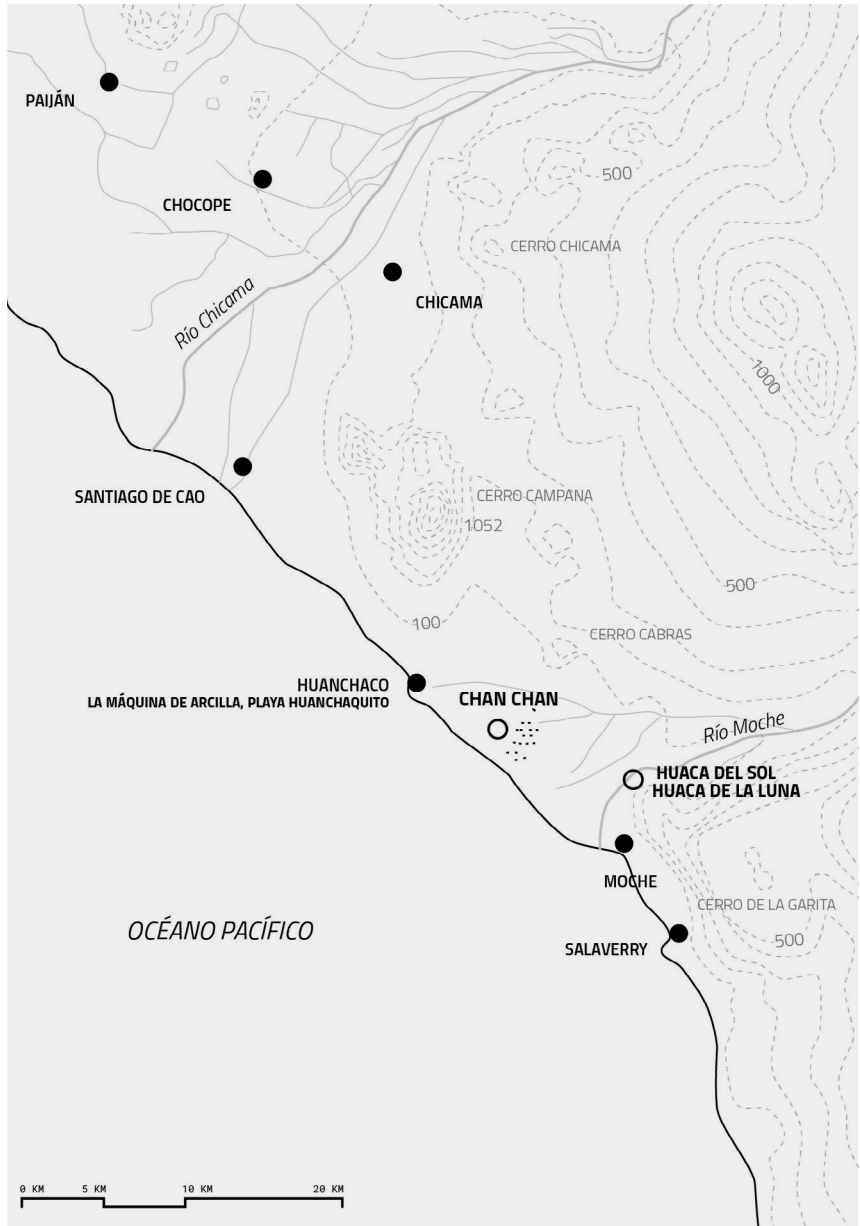 PAIJÁN
500
CHOCOPE
CERRO CHICAMA
CHICAMA
Río Chicama
1000
SANTIAGO DE CAO
CERRO CAMPANA
1052
500
100
CERRO CABRAS
HUANCHACO
LA MÁQUINA DE ARCILLA, PLAYA HUANCHAQUITO
CHAN CHAN
Río Moche
HUACA DEL SOL
HUACA DE LA LUNA
MOCHE
CERRO DE LA GARITA
OCÉANO PACÍFICO
500
SALAVERRY
0 KM 5 KM 10 KM 20 KM